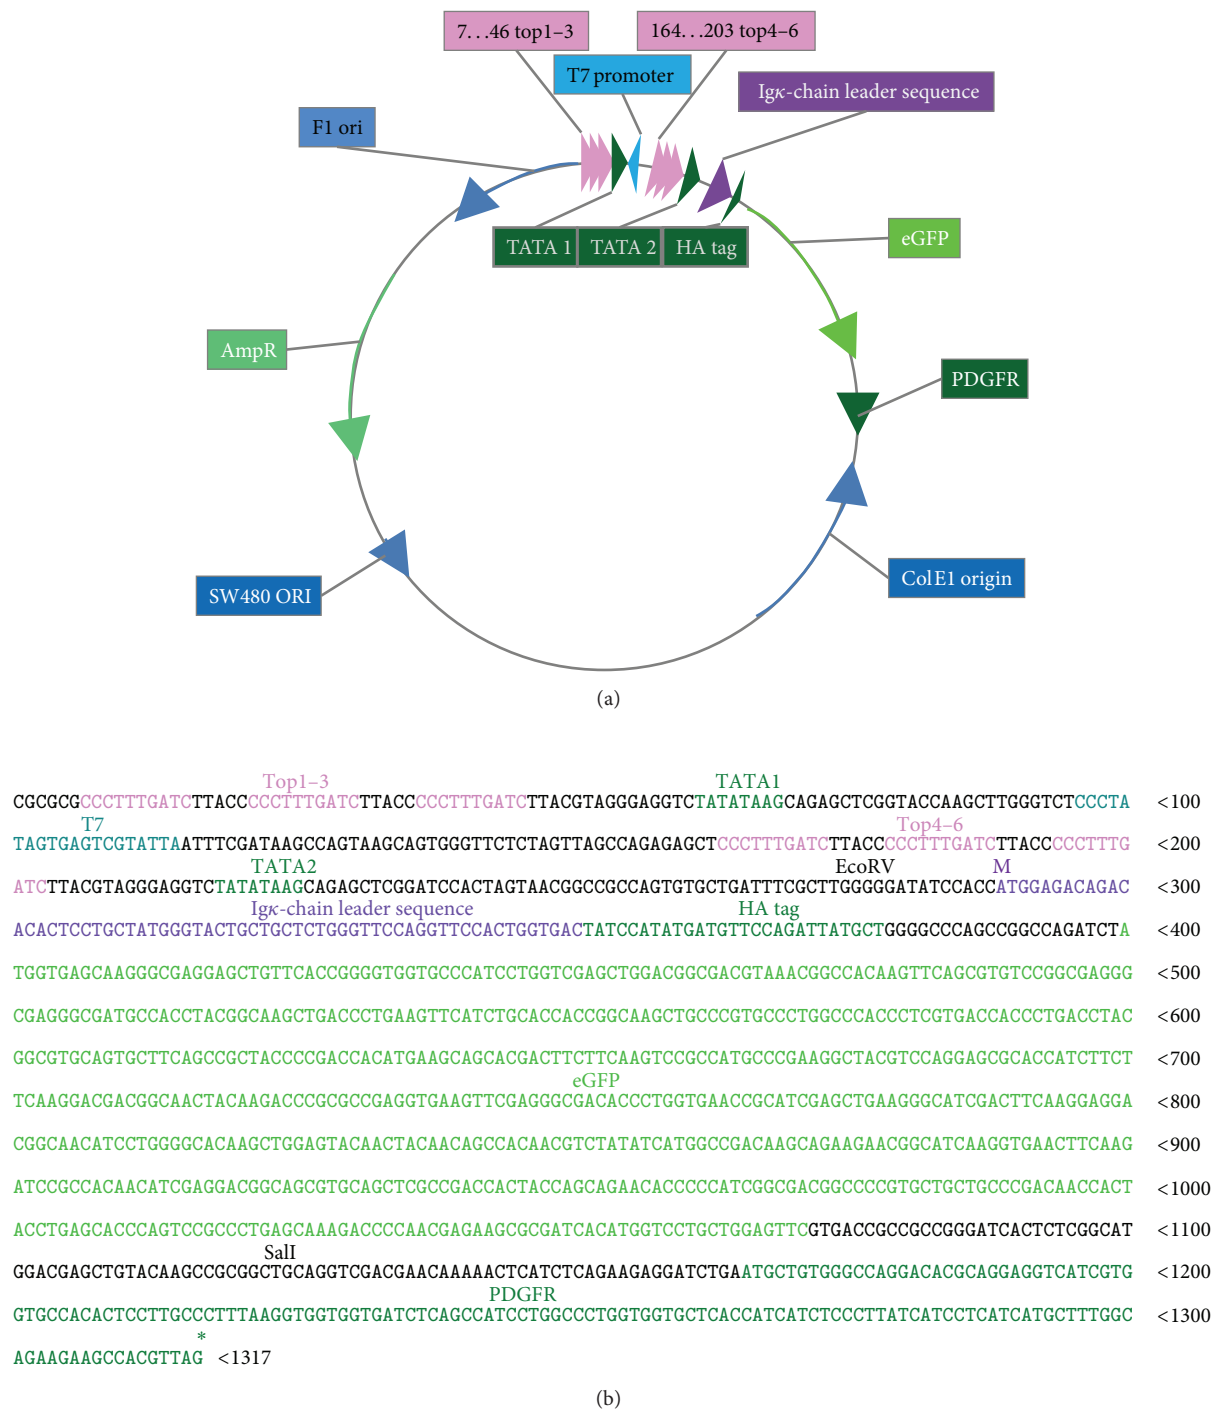 7...46 top1–3
164...203 top4–6
T7 promoter
Igκ-chain leader sequence
F1 ori
TATA 1
TATA 2
HA tag
eGFP
AmpR
PDGFR
SW480 ORI
ColE1 origin
(a)
Top1–3 TATA1
CGCGCGCCCTTTGATCTTACCCCCTTTGATCTTACCCCCTTTGATCTTACGTAGGGAGGTCTATATAAGCAGAGCTCGGTACCAAGCTTGGGTCTCCCTA <100
T7 Top4–6
TAGTGAGTCGTATTAATTTCGATAAGCCAGTAAGCAGTGGGTTCTCTAGTTAGCCAGAGAGCTCCCTTTGATCTTACCCCCTTTGATCTTACCCCCTTTG <200
TATA2 EcoRV M
ATCTTACGTAGGGAGGTCTATATAAGCAGAGCTCGGATCCACTAGTAACGGCCGCCAGTGTGCTGATTTCGCTTGGGGGATATCCACCATGGAGACAGAC <300
Igκ-chain leader sequence HA tag
ACACTCCTGCTATGGGTACTGCTGCTCTGGGTTCCAGGTTCCACTGGTGACTATCCATATGATGTTCCAGATTATGCTGGGGCCCAGCCGGCCAGATCTA <400
TGGTGAGCAAGGGCGAGGAGCTGTTCACCGGGGTGGTGCCCATCCTGGTCGAGCTGGACGGCGACGTAAACGGCCACAAGTTCAGCGTGTCCGGCGAGGG <500
CGAGGGCGATGCCACCTACGGCAAGCTGACCCTGAAGTTCATCTGCACCACCGGCAAGCTGCCCGTGCCCTGGCCCACCCTCGTGACCACCCTGACCTAC <600
GGCGTGCAGTGCTTCAGCCGCTACCCCGACCACATGAAGCAGCACGACTTCTTCAAGTCCGCCATGCCCGAAGGCTACGTCCAGGAGCGCACCATCTTCT <700
eGFP
TCAAGGACGACGGCAACTACAAGACCCGCGCCGAGGTGAAGTTCGAGGGCGACACCCTGGTGAACCGCATCGAGCTGAAGGGCATCGACTTCAAGGAGGA <800
CGGCAACATCCTGGGGCACAAGCTGGAGTACAACTACAACAGCCACAACGTCTATATCATGGCCGACAAGCAGAAGAACGGCATCAAGGTGAACTTCAAG <900
ATCCGCCACAACATCGAGGACGGCAGCGTGCAGCTCGCCGACCACTACCAGCAGAACACCCCCATCGGCGACGGCCCCGTGCTGCTGCCCGACAACCACT <1000
ACCTGAGCACCCAGTCCGCCCTGAGCAAAGACCCCAACGAGAAGCGCGATCACATGGTCCTGCTGGAGTTCGTGACCGCCGCCGGGATCACTCTCGGCAT <1100
SalI
GGACGAGCTGTACAAGCCGCGGCTGCAGGTCGACGAACAAAAACTCATCTCAGAAGAGGATCTGAATGCTGTGGGCCAGGACACGCAGGAGGTCATCGTG <1200
PDGFR
GTGCCACACTCCTTGCCCTTTAAGGTGGTGGTGATCTCAGCCATCCTGGCCCTGGTGGTGCTCACCATCATCTCCCTTATCATCCTCATCATGCTTTGGC <1300
*
AGAAGAAGCCACGTTAG <1317
(b)